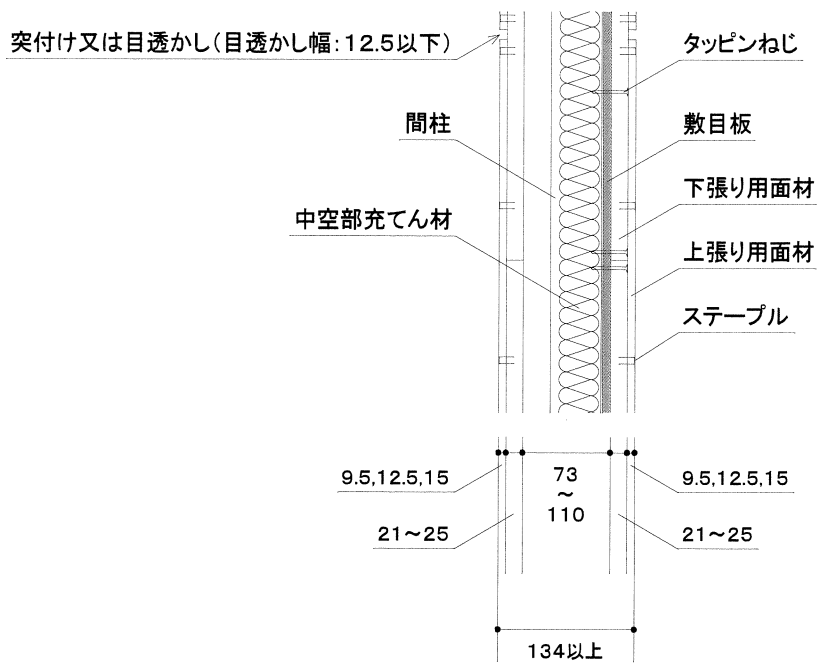 突付け又は目透かし(目透かし幅:12.5以下)
タッピンねじ
間柱
敷目板
下張り用面材
中空部充てん材
上張り用面材
ステープル
9.5,12.5,15
73
～
110
9.5,12.5,15
21～25
21～25
134以上